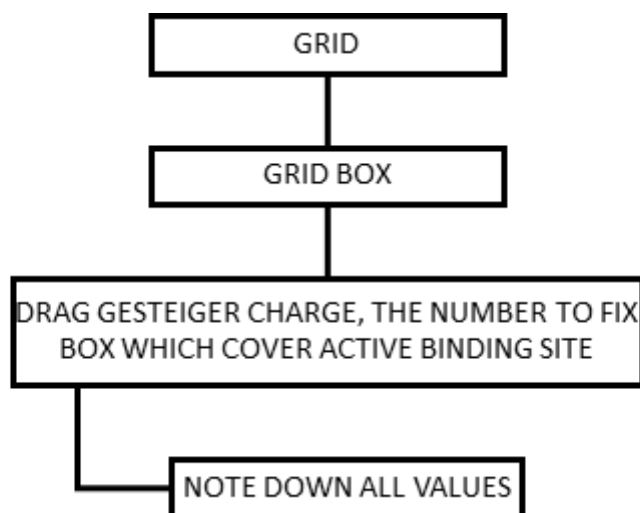 GRID
GRID BOX
DRAG GESTEIGER CHARGE, THE NUMBER TO FIX
BOX WHICH COVER ACTIVE BINDING SITE
NOTE DOWN ALL VALUES